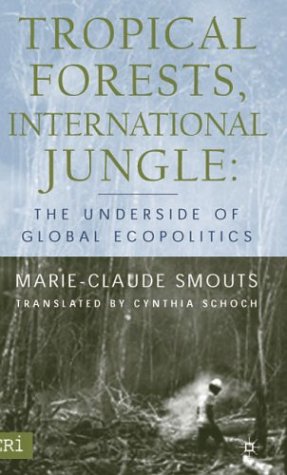 TROPICAL
FORESTS,
INTERNATIONAL
JUNGLE:
THE UNDERSIDE OF
GLOBAL ECOPOLITICS
MARIE-CLAUDE SMOUTS
TRANSLATED BY CYNTHIA SCHOCH
CRi